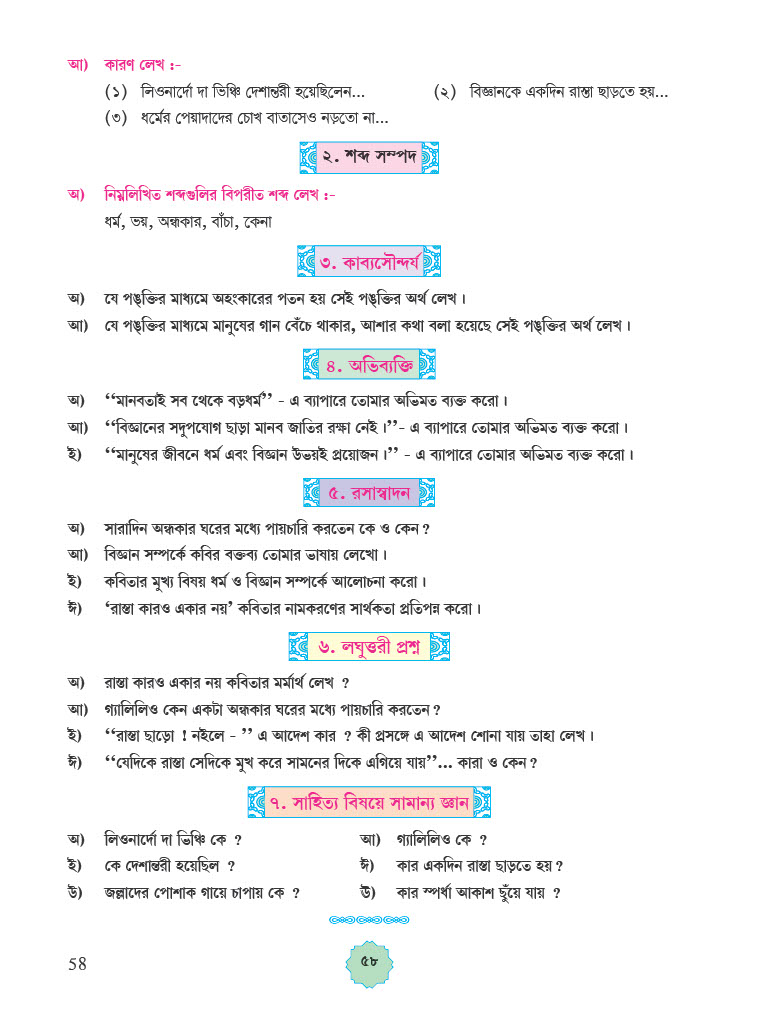 আ) কারণ লেখ :-
(১) লিওনার্দো দা ভিঞ্চি দেশান্তরী হয়েছিলেন... (২) বিজ্ঞানকে একদিন রাস্তা ছাড়তে হয়...
(৩) ধর্মের পেয়াদাদের চোখ বাতাসেও নড়তো না...
২. শব্দ সম্পদ
অ) নিম্নলিখিত শব্দগুলির বিপরীত শব্দ লেখ :-
ধর্ম, ভয়, অন্ধকার, বাঁচা, কেনা
৩. কাব্যসৌন্দর্য
অ) যে পঙ্‌ক্তির মাধ্যমে অহংকারের পতন হয় সেই পঙ্‌ক্তির অর্থ লেখ।
আ) যে পঙ্‌ক্তির মাধ্যমে মানুষের গান বেঁচে থাকার, আশার কথা বলা হয়েছে সেই পঙ্‌ক্তির অর্থ লেখ।
৪. অভিব্যক্তি
অ) ‘‘মানবতাই সব থেকে বড়ধর্ম’’ - এ ব্যাপারে তোমার অভিমত ব্যক্ত করো।
আ) ‘‘বিজ্ঞানের সদুপযোগ ছাড়া মানব জাতির রক্ষা নেই।’’- এ ব্যাপারে তোমার অভিমত ব্যক্ত করো।
ই) ‘‘মানুষের জীবনে ধর্ম এবং বিজ্ঞান উভয়ই প্রয়োজন।’’ - এ ব্যাপারে তোমার অভিমত ব্যক্ত করো।
৫. রসাস্বাদন
অ) সারাদিন অন্ধকার ঘরের মধ্যে পায়চারি করতেন কে ও কেন?
আ) বিজ্ঞান সম্পর্কে কবির বক্তব্য তোমার ভাষায় লেখো।
ই) কবিতার মুখ্য বিষয় ধর্ম ও বিজ্ঞান সম্পর্কে আলোচনা করো।
ঈ) ‘রাস্তা কারও একার নয়’ কবিতার নামকরণের সার্থকতা প্রতিপন্ন করো।
৬. লঘুত্তরী প্রশ্ন
অ) রাস্তা কারও একার নয় কবিতার মর্মার্থ লেখ ?
আ) গ্যালিলিও কেন একটা অন্ধকার ঘরের মধ্যে পায়চারি করতেন?
ই) ‘‘রাস্তা ছাড়ো ! নইলে - ’’ এ আদেশ কার ? কী প্রসঙ্গে এ আদেশ শোনা যায় তাহা লেখ।
ঈ) ‘‘যেদিকে রাস্তা সেদিকে মুখ করে সামনের দিকে এগিয়ে যায়’’... কারা ও কেন?
৭. সাহিত্য বিষয়ে সামান্য জ্ঞান
অ) লিওনার্দো দা ভিঞ্চি কে ? আ) গ্যালিলিও কে ?
ই) কে দেশান্তরী হয়েছিল ? ঈ) কার একদিন রাস্তা ছাড়তে হয়?
উ) জল্লাদের পোশাক গায়ে চাপায় কে ? ঊ) কার স্পর্ধা আকাশ ছুঁয়ে যায় ?
58 ৫৮